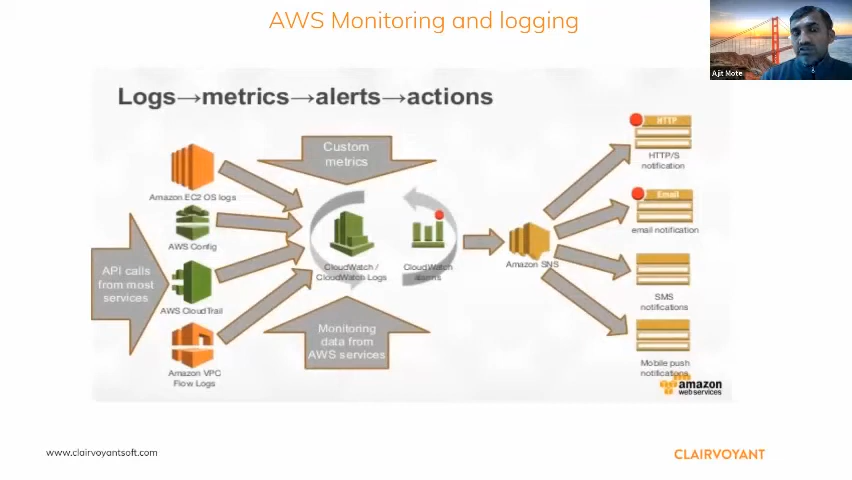 AWS Monitoring and logging
Ajit Mote
Logs→metrics→alerts→actions
Custom
metrics
HTTP
HTTP/S
notification
Amazon EC2 OS logs
Email
email notification
AWS Config
API calls
from most
services
CloudWatch /
CloudWatch Logs
CloudWatch
alarms
Amazon SNS
AWS CloudTrail
SMS
notifications
Monitoring
data from
AWS services
Amazon VPC
Flow Logs
Mobile push
notifications
amazon
web services
www.clairvoyantsoft.com
CLAIRVOYANT